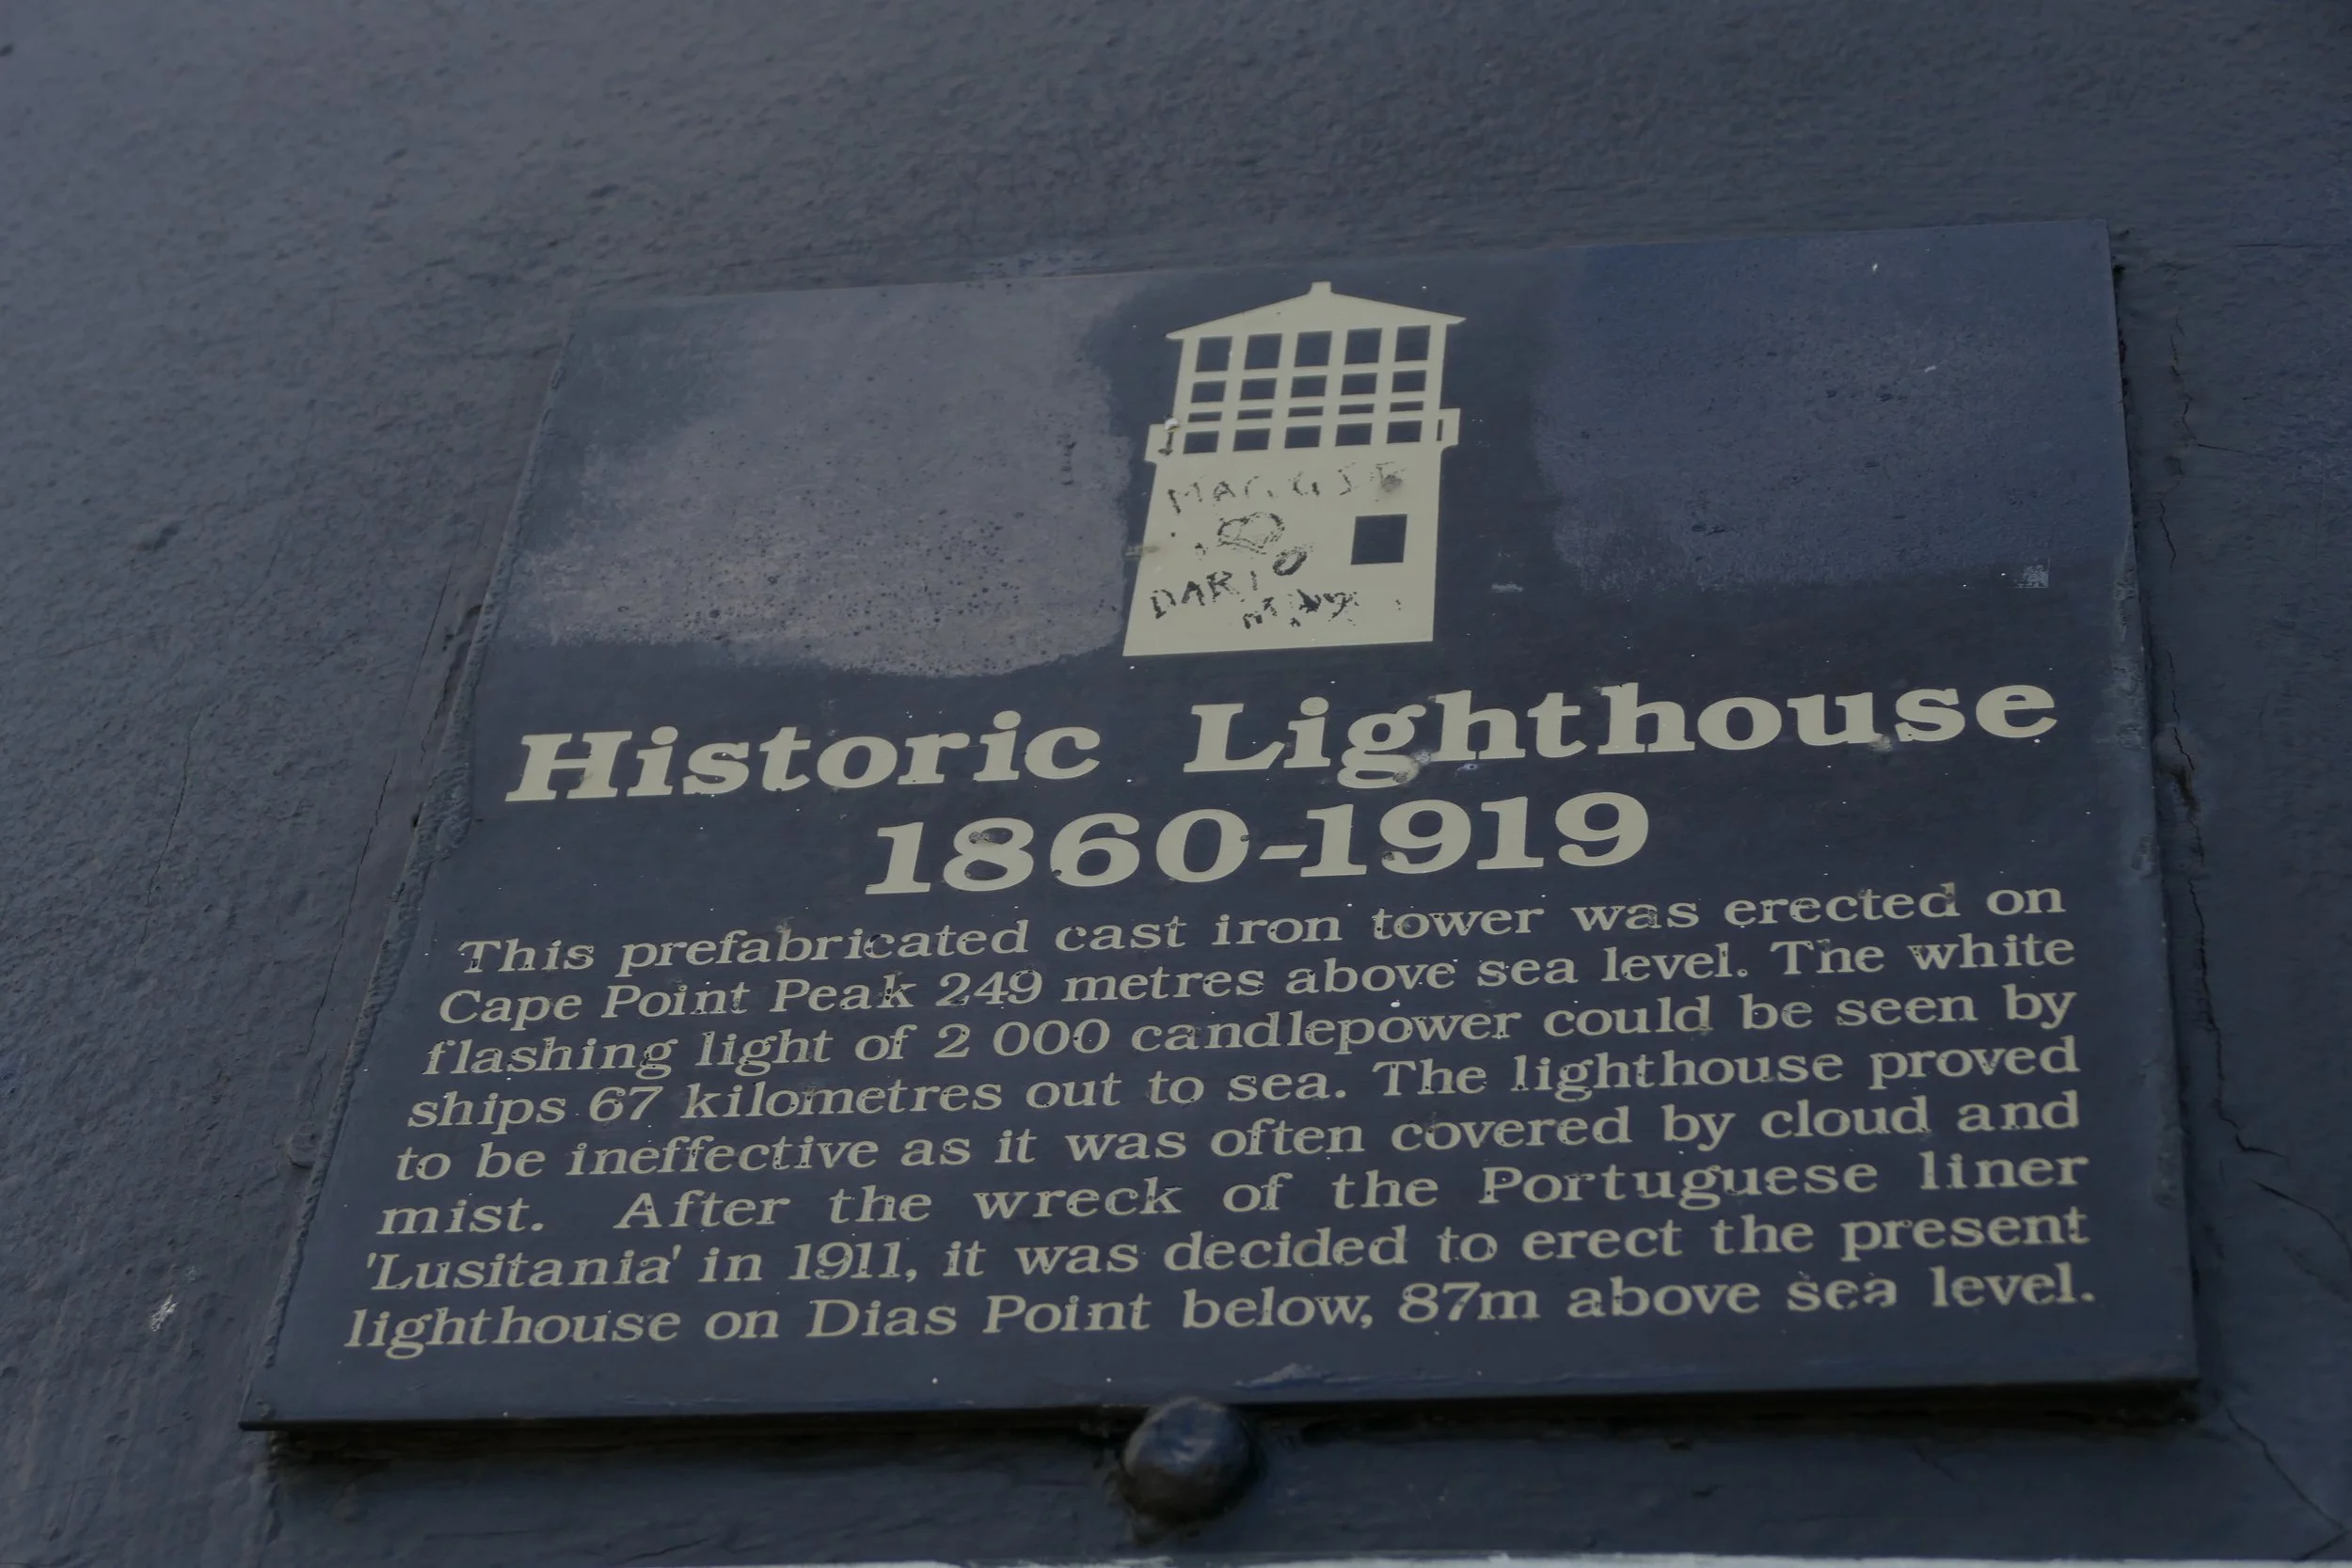 MAGGIE
DARIO
Historic Lighthouse
1860-1919
This prefabricated cast iron tower was erected on
Cape Point Peak 249 metres above sea level. The white
flashing light of 2 000 candlepower could be seen by
ships 67 kilometres out to sea. The lighthouse proved
to be ineffective as it was often covered by cloud and
mist. After the wreck of the Portuguese liner
'Lusitania' in 1911, it was decided to erect the present
lighthouse on Dias Point below, 87m above sea level.